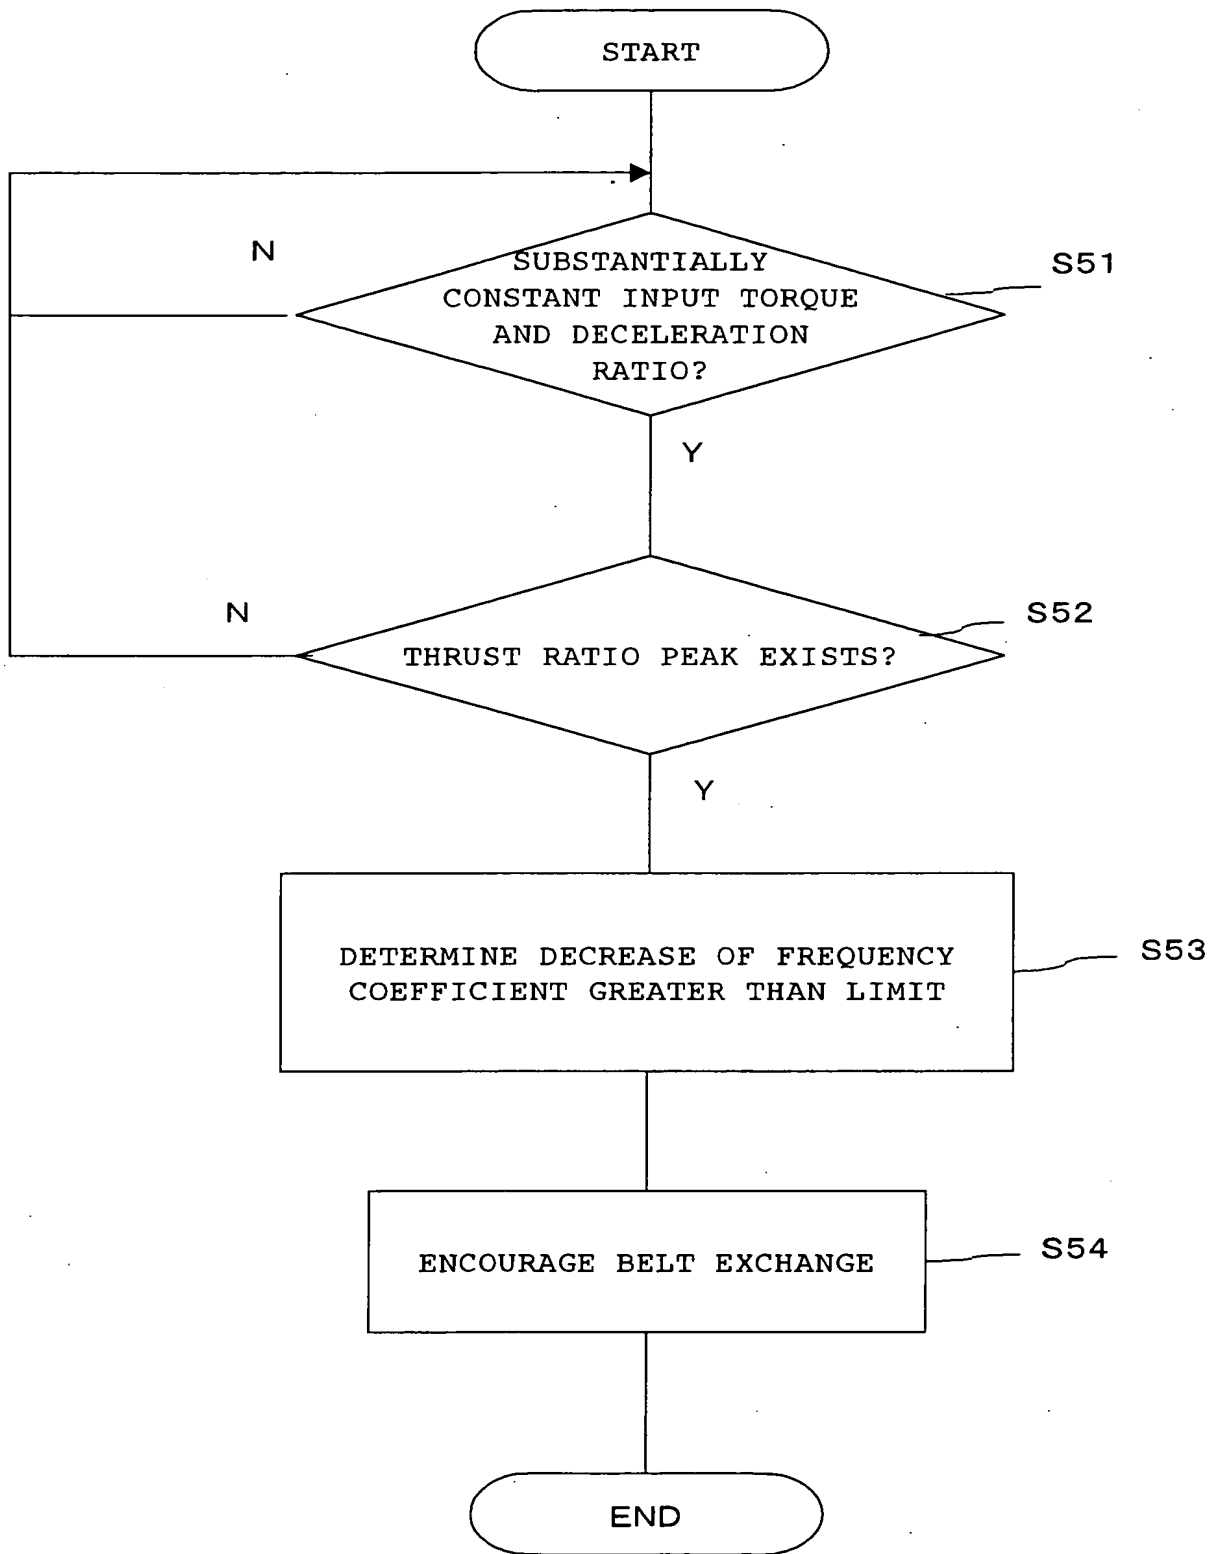 START
N
SUBSTANTIALLY
CONSTANT INPUT TORQUE
AND DECELERATION
RATIO?
S51
Y
N
THRUST RATIO PEAK EXISTS?
S52
Y
DETERMINE DECREASE OF FREQUENCY
COEFFICIENT GREATER THAN LIMIT
S53
ENCOURAGE BELT EXCHANGE
S54
END